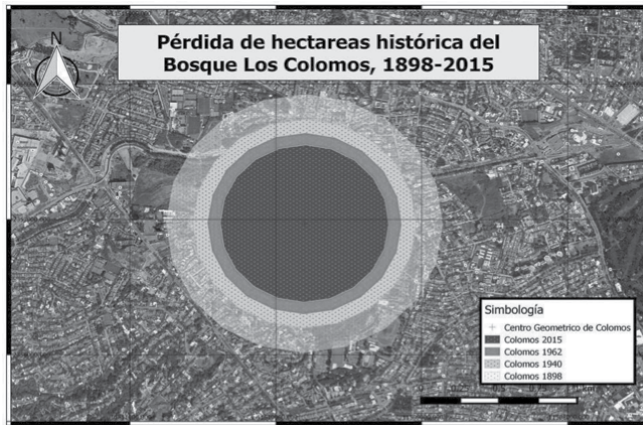 Pérdida de hectareas histórica del
Bosque Los Colomos, 1898-2015
N
Simbología
Centro Geometrico de Colomos
Colomos 2015
Colomos 1962
Colomos 1940
Colomos 1898